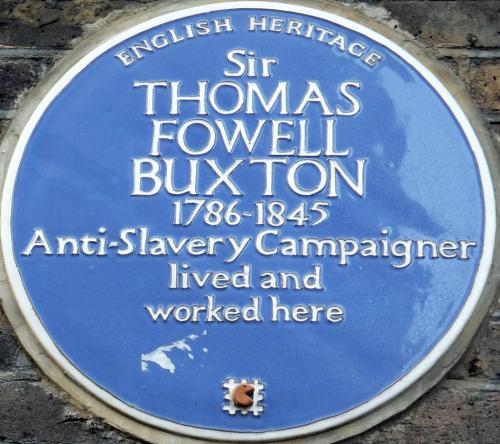 ENGLISH HERITAGE
Sir
THOMAS
FOWELL
BUXTON
1786-1845
Anti-Slavery Campaigner
lived and
worked here